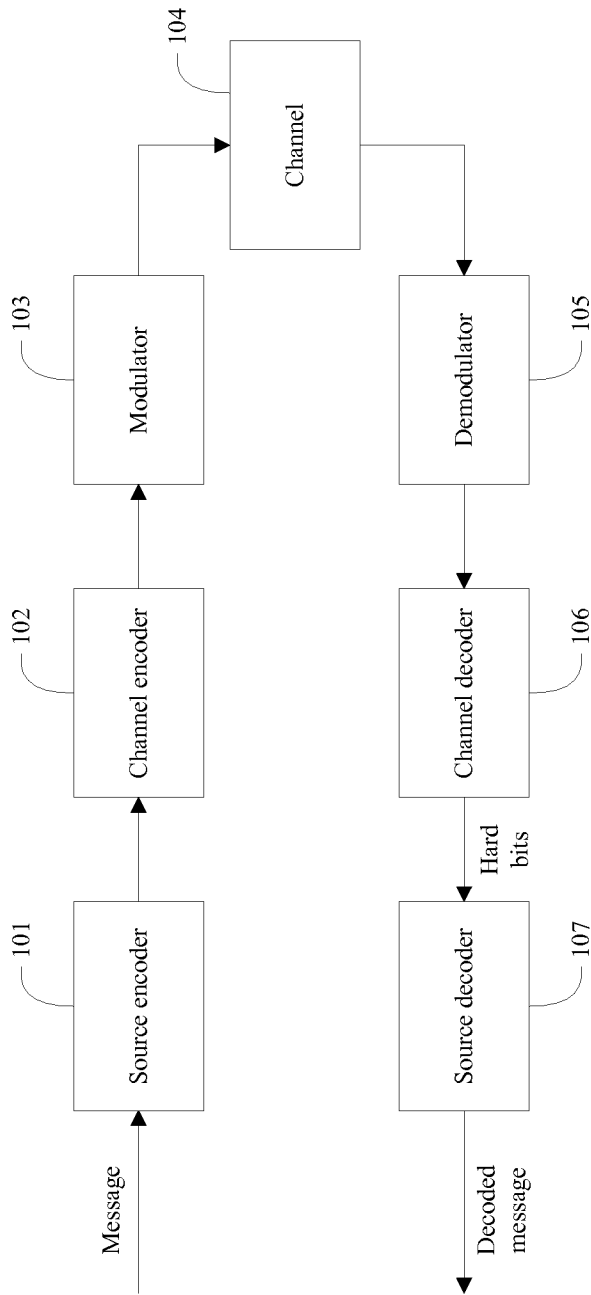 101
102
103
104
Message
Source encoder
Channel encoder
Modulator
Channel
Decoded
message
Source decoder
Hard
bits
Channel decoder
Demodulator
107
106
105